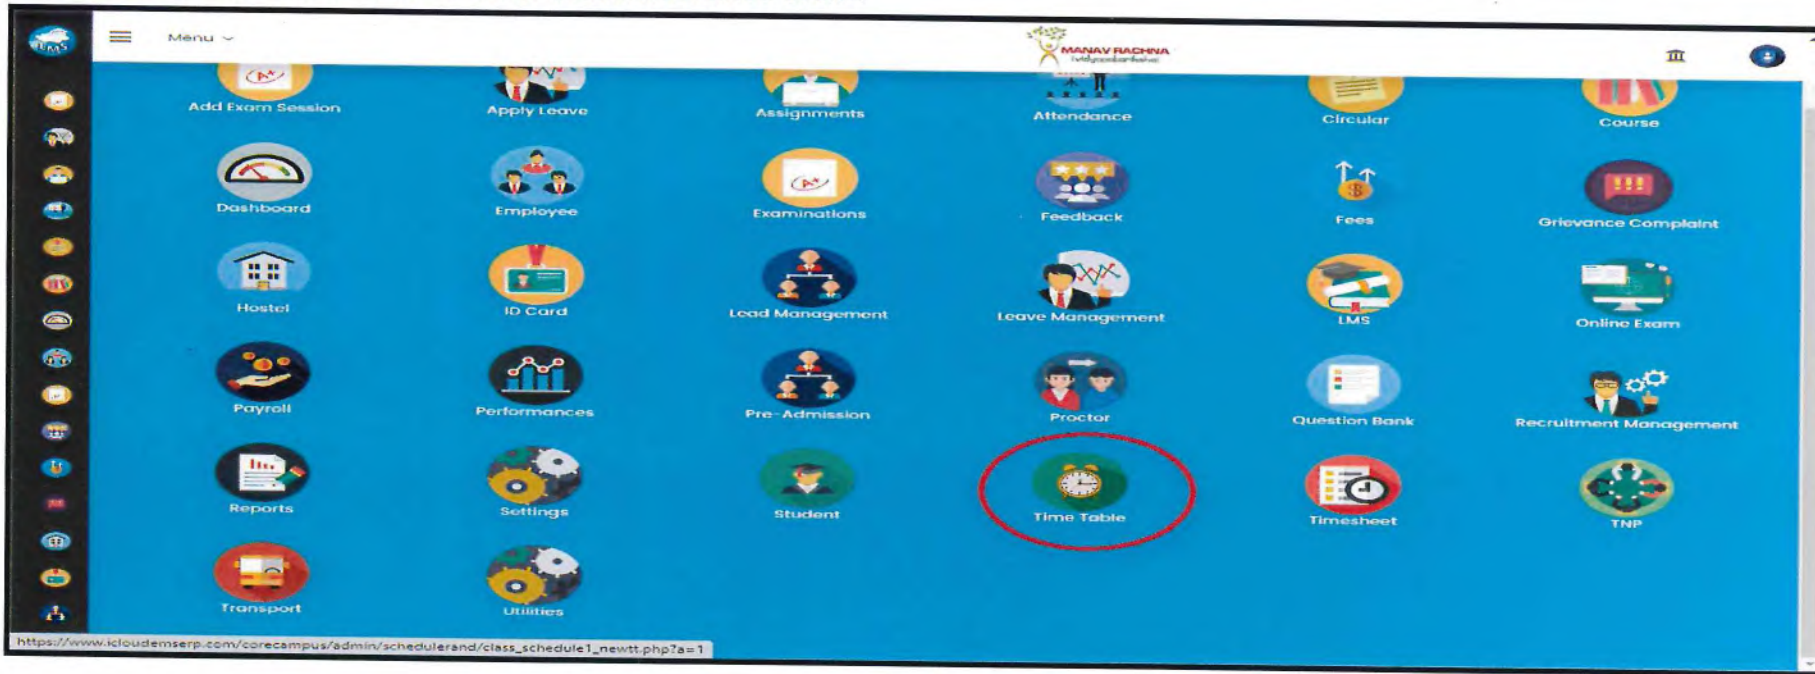 Menu
MANAV RACHNA
Add Exam Session
Apply Leave
Assignments
Attendance
Circular
Course
Dashboard
Employee
Examinations
Feedback
Fees
Grievance Complaint
Hostel
ID Card
Lead Management
Leave Management
LMS
Online Exam
Payroll
Performances
Pre-Admission
Proctor
Question Bank
Recruitment Management
Reports
Settings
Student
Time Table
Timesheet
TNP
Transport
Utilities
https://www.icloudemserp.com/corecampus/admin/schedulerand/class_schedule1_newtt.php?a=1